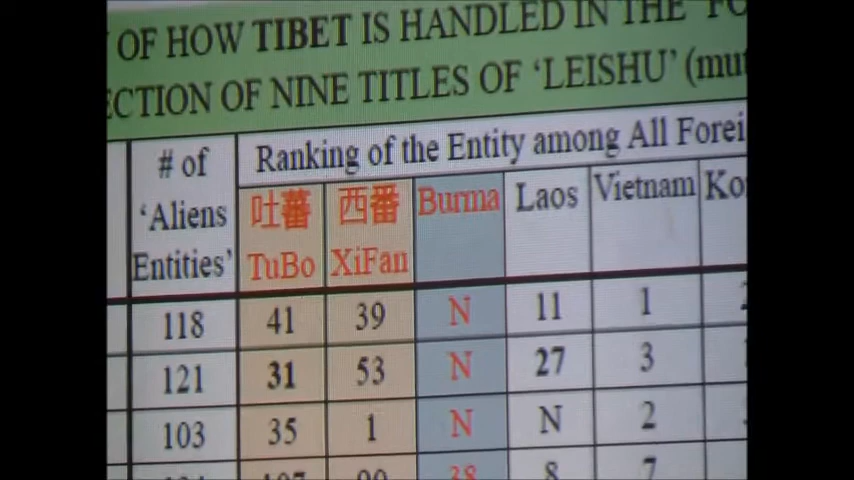 OF HOW TIBET IS HANDLED IN THE
OF NINE TITLES OF ‘LEISHU’
# of ‘Aliens Entities’
Ranking of the Entity among All
吐蕃 TuBo
西番 XiFan
Burma
Laos
Vietnam
118 41 39 N 11 1
121 31 53 N 27 3
103 35 1 N N 2
38 8 7